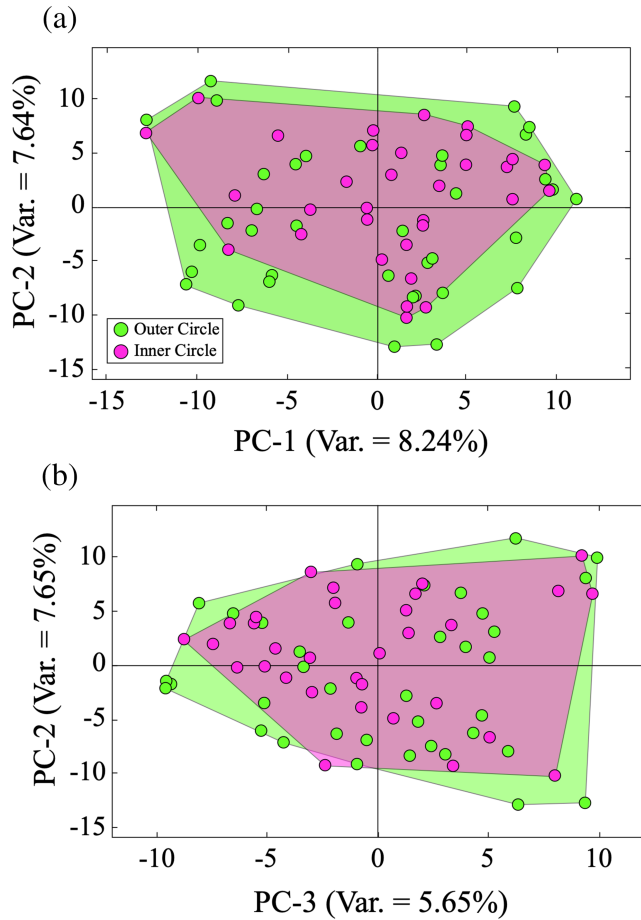 (a)
PC-2 (Var. = 7.64%)
10
5
0
-5
-10
-15
Outer Circle
Inner Circle
-15
-10
-5
0
5
10
PC-1 (Var. = 8.24%)
(b)
PC-2 (Var. = 7.65%)
10
5
0
-5
-10
-15
-10
-5
0
5
10
PC-3 (Var. = 5.65%)